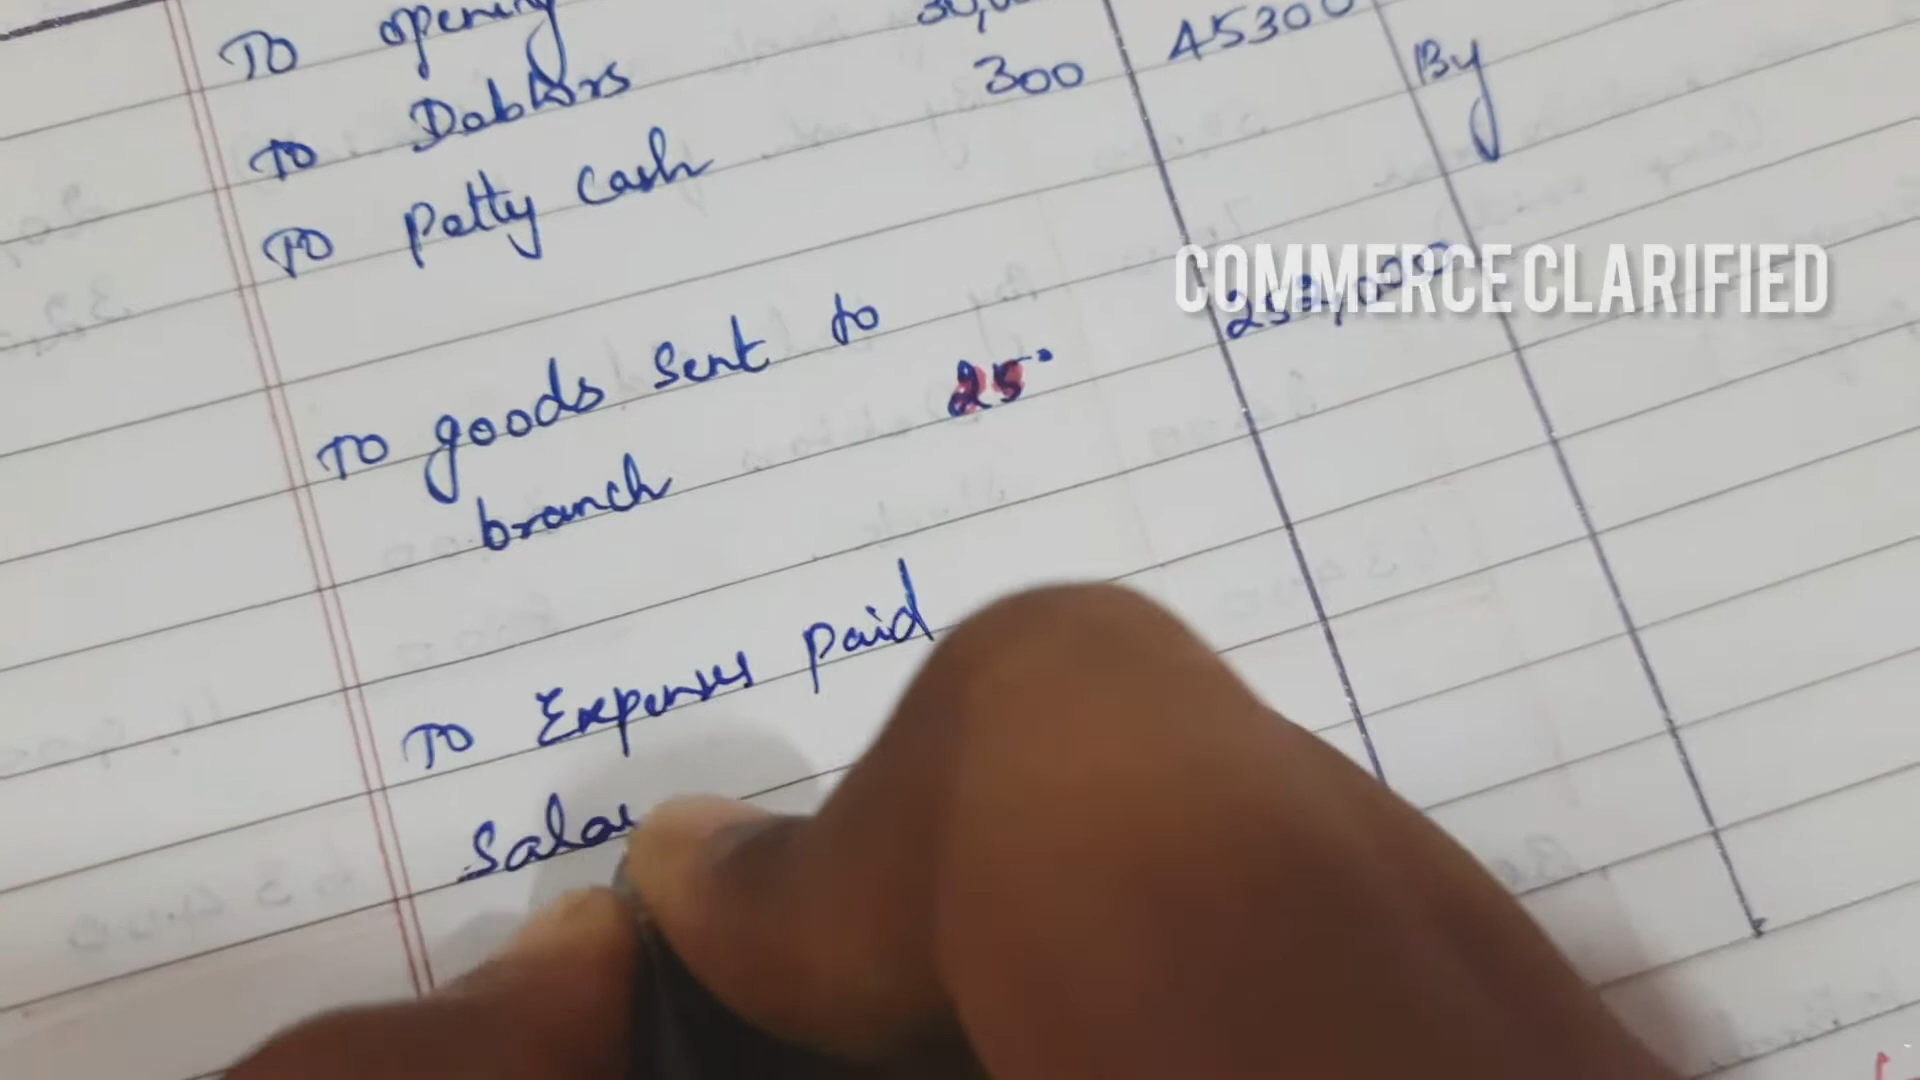 To opening
To Debtors 45300 By
To Petty cash 300
COMMERCE CLARIFIED
To goods sent to
branch 25
To Expenses paid
Sala